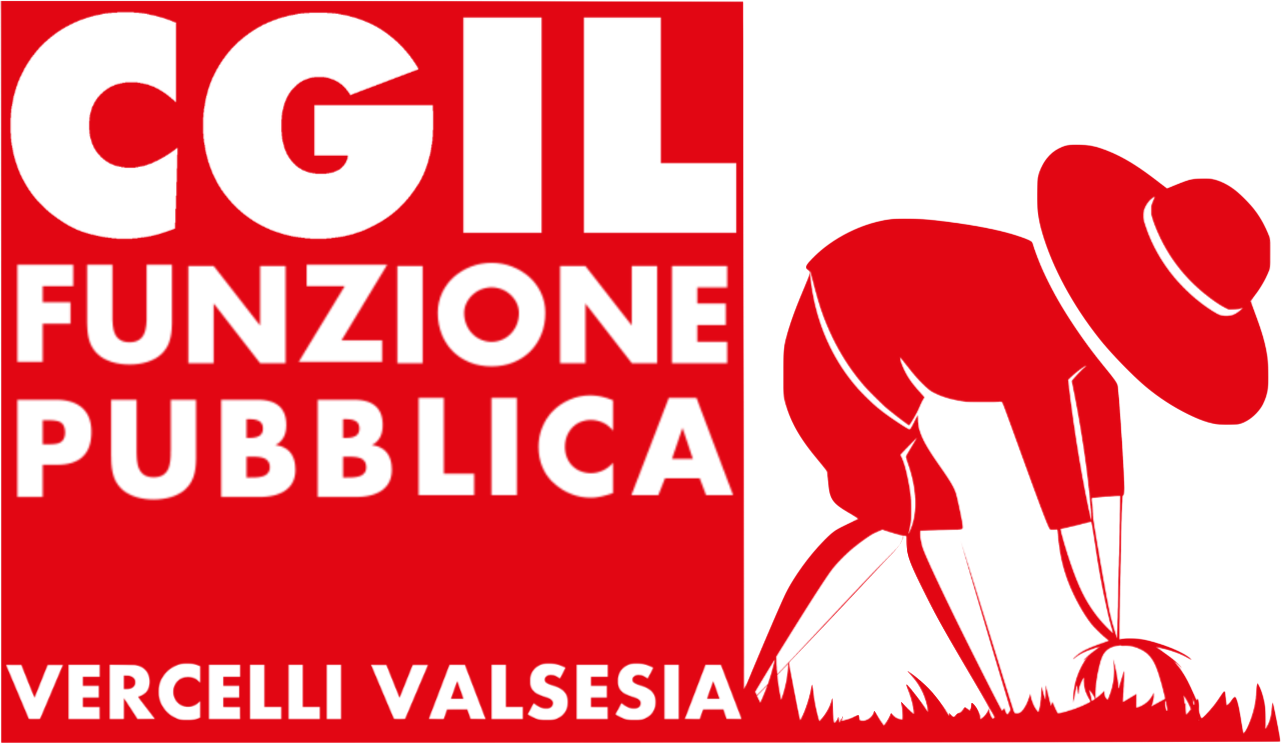 CGIL
FUNZIONE
PUBBLICA
VERCELLI VALSESIA